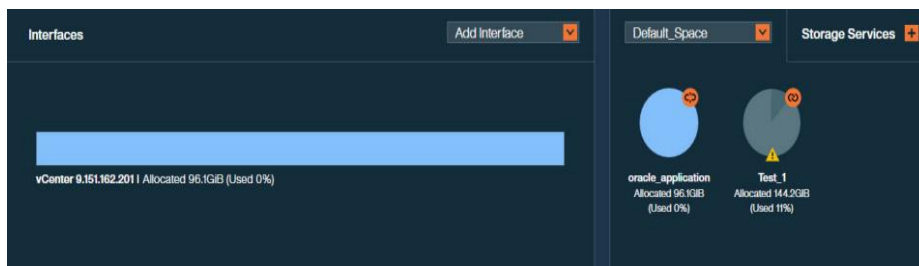 Interfaces
Add Interface
Default_Space
Storage Services
vCenter 9.151.162.201 | Allocated 96.1GiB (Used 0%)
oracle_application
Allocated 96.1GIB
(Used 0%)
Test_1
Allocated 144.2GiB
(Used 11%)